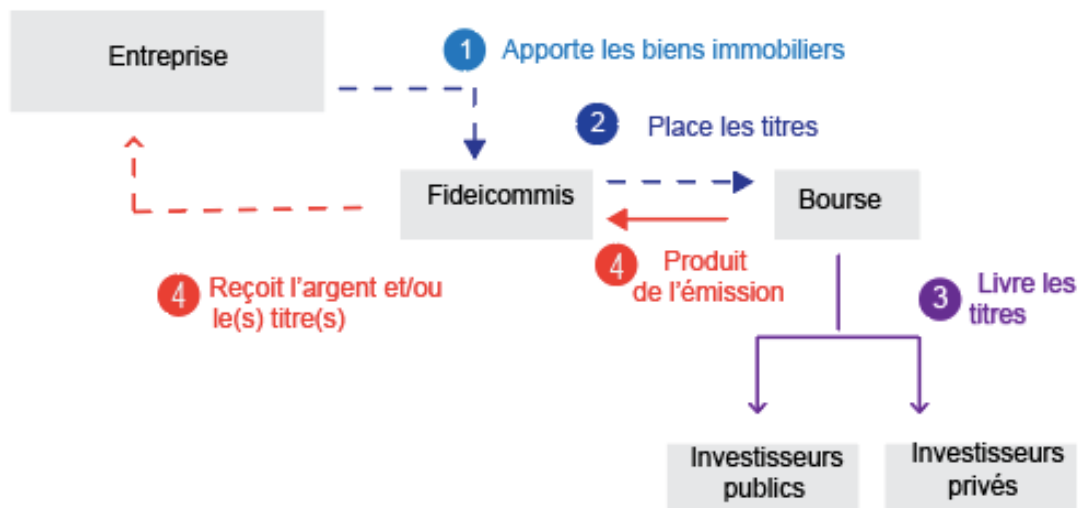 Entreprise
1 Apporte les biens immobiliers
2 Place les titres
Fideicommis
Bourse
4 Reçoit l'argent et/ou
le(s) titre(s)
4 Produit
de l'émission
3 Livre les
titres
Investisseurs
publics
Investisseurs
privés